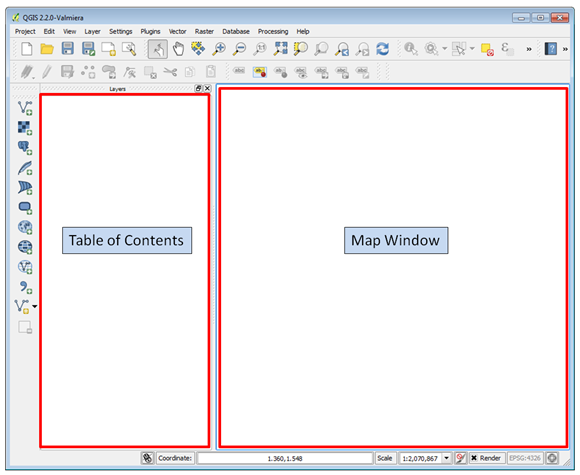 QGIS 2.2.0-Valmiera
Project Edit View Layer Settings Plugins Vector Raster Database Processing Help
Layers
Table of Contents
Map Window
Coordinate: 1.360,1.548 Scale 1:2,070,867 Render EPSG:4326